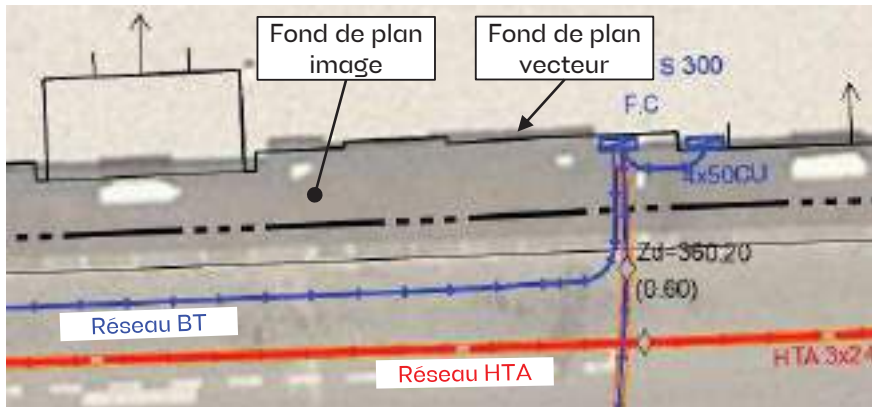 Fond de plan
image
Fond de plan
vecteur
S 300
F.C
4x50CU
Zd=360.20
(0.60)
Réseau BT
Réseau HTA
HTA 3x24